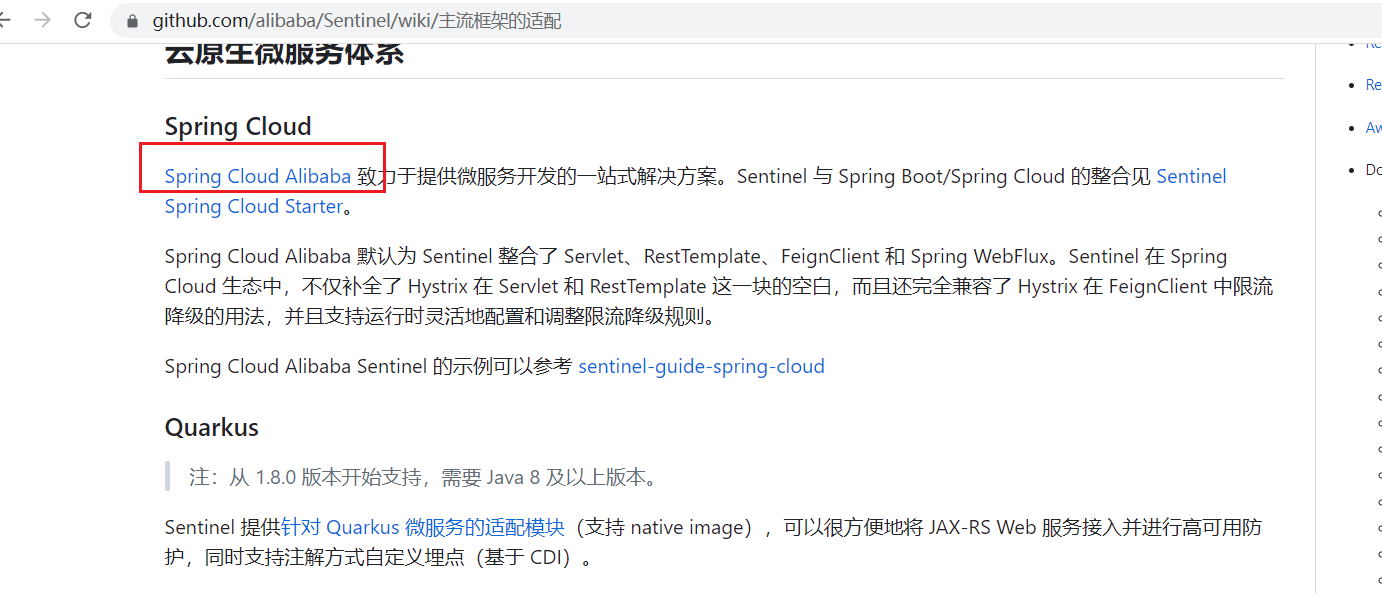 github.com/alibaba/Sentinel/wiki/主流框架的适配
云原生微服务体系
Spring Cloud
Spring Cloud Alibaba 致力于提供微服务开发的一站式解决方案。Sentinel 与 Spring Boot/Spring Cloud 的整合见 Sentinel
Spring Cloud Starter。
Spring Cloud Alibaba 默认为 Sentinel 整合了 Servlet、RestTemplate、FeignClient 和 Spring WebFlux。Sentinel 在 Spring
Cloud 生态中，不仅补全了 Hystrix 在 Servlet 和 RestTemplate 这一块的空白，而且还完全兼容了 Hystrix 在 FeignClient 中限流
降级的用法，并且支持运行时灵活地配置和调整限流降级规则。
Spring Cloud Alibaba Sentinel 的示例可以参考 sentinel-guide-spring-cloud
Quarkus
注：从 1.8.0 版本开始支持，需要 Java 8 及以上版本。
Sentinel 提供针对 Quarkus 微服务的适配模块（支持 native image），可以很方便地将 JAX-RS Web 服务接入并进行高可用防
护，同时支持注解方式自定义埋点（基于 CDI）。
Re
Aw
Do